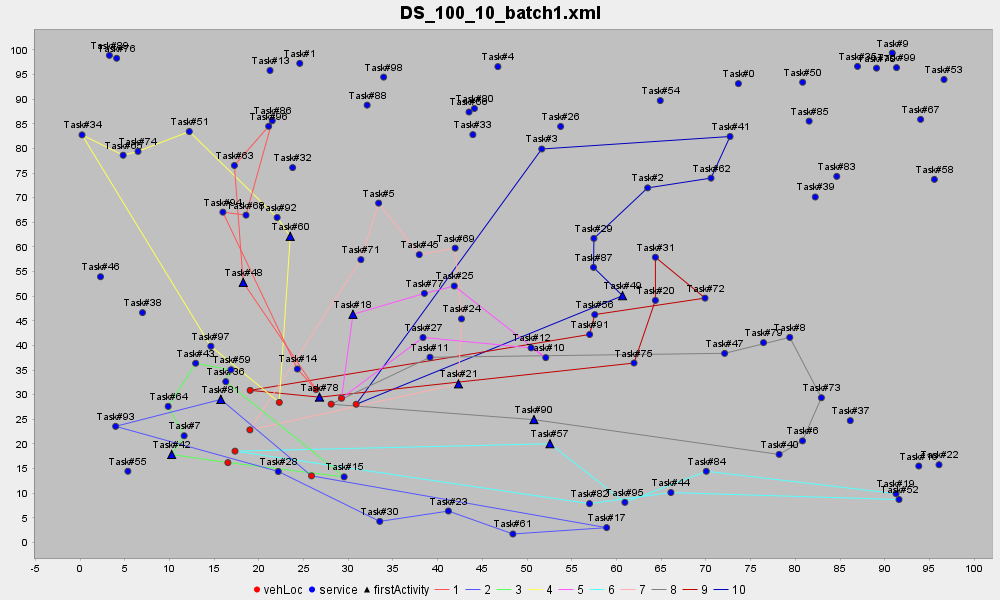 DS_100_10_batch1.xml
100
95
90
85
80
75
70
65
60
55
50
45
40
35
30
25
20
15
10
5
0
Task#76 Task#13 Task#1 Task#98 Task#4 Task#9
Task#99 Task#0 Task#50 Task#53
Task#88 Task#54
Task#86 Task#96 Task#33 Task#26 Task#85 Task#67
Task#34 Task#51 Task#3 Task#41
Task#74 Task#63 Task#32 Task#62 Task#83 Task#58
Task#2 Task#39
Task#94 Task#68 Task#92 Task#5
Task#60 Task#29
Task#71 Task#45 Task#69 Task#31
Task#46 Task#48 Task#77 Task#25 Task#87
Task#38 Task#18 Task#24 Task#49 Task#56 Task#20 Task#72
Task#97 Task#27 Task#12 Task#91 Task#79 Task#8
Task#43 Task#59 Task#14 Task#11 Task#10 Task#75 Task#47
Task#36 Task#81 Task#78 Task#21 Task#73
Task#64 Task#93 Task#90 Task#37
Task#7 Task#42 Task#57 Task#6 Task#40
Task#55 Task#28 Task#15 Task#84 Task#22
Task#82 Task#95 Task#44 Task#19 Task#52
Task#30 Task#23 Task#61 Task#17
-5 0 5 10 15 20 25 30 35 40 45 50 55 60 65 70 75 80 85 90 95 100
vehLoc service firstActivity 1 2 3 4 5 6 7 8 9 10